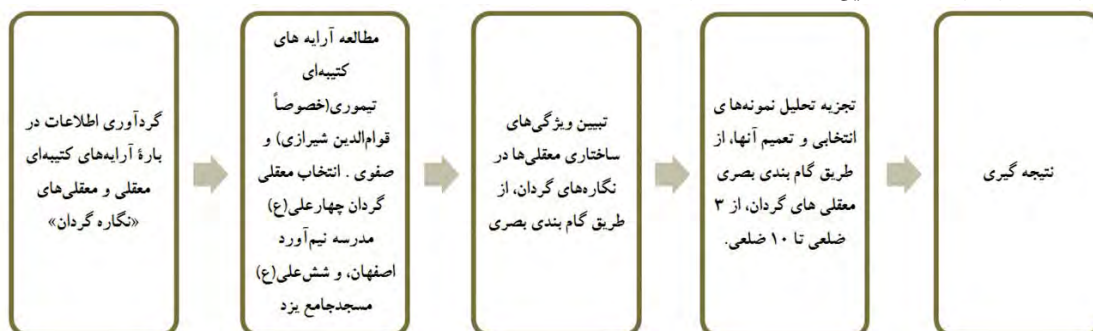 گردآوری اطلاعات در
بارۀ آرایه‌های کتیبه‌ای
معقلی و معقلی‌های
«نگاره گردان»
مطالعه آرایه های
کتیبه‌ای
تیموری(خصوصاً
قوام‌الدین شیرازی) و
صفوی . انتخاب معقلی
گردان چهارعلی(ع)
مدرسه نیم‌آورد
اصفهان، و شش‌علی(ع)
مسجدجامع یزد
تبیین ویژگی‌های
ساختاری معقلی‌ها در
نگاره‌های گردان، از
طریق گام بندی بصری
تجزیه تحلیل نمونه‌ها ی
انتخابی و تعمیم آنها، از
طریق گام بندی بصری
معقلی های گردان، از ۳
ضلعی تا ۱۰ ضلعی.
نتیجه گیری